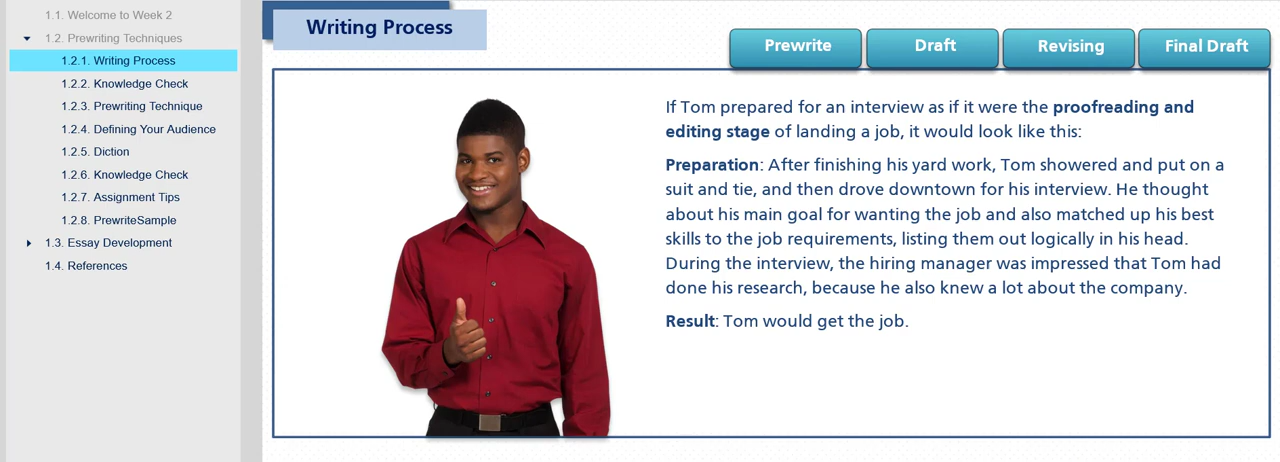 1.1. Welcome to Week 2
1.2. Prewriting Techniques
1.2.1. Writing Process
1.2.2. Knowledge Check
1.2.3. Prewriting Technique
1.2.4. Defining Your Audience
1.2.5. Diction
1.2.6. Knowledge Check
1.2.7. Assignment Tips
1.2.8. PrewriteSample
1.3. Essay Development
1.4. References
Writing Process
Prewrite
Draft
Revising
Final Draft
If Tom prepared for an interview as if it were the proofreading and
editing stage of landing a job, it would look like this:
Preparation: After finishing his yard work, Tom showered and put on a
suit and tie, and then drove downtown for his interview. He thought
about his main goal for wanting the job and also matched up his best
skills to the job requirements, listing them out logically in his head.
During the interview, the hiring manager was impressed that Tom had
done his research, because he also knew a lot about the company.
Result: Tom would get the job.